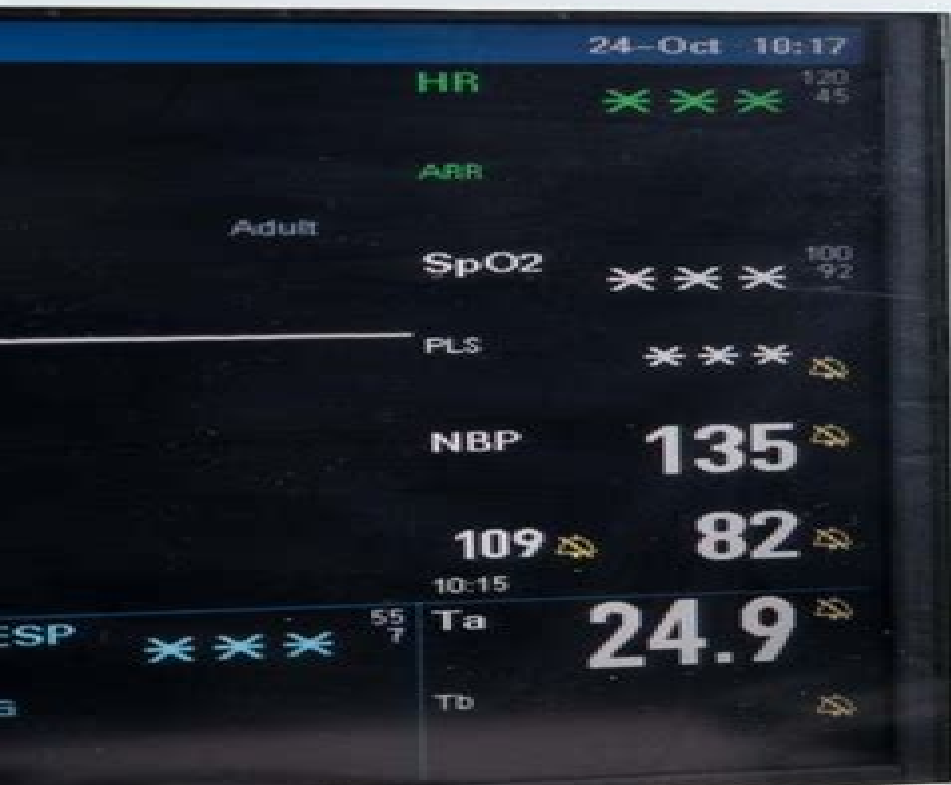 24-Oct 10:17
HR *** 120
45
ARR
Adult
SpO2 *** 100
92
PLS ***
NBP 135
109 82
10:15
ESP *** 55
7
Ta 24.9
G
Tb